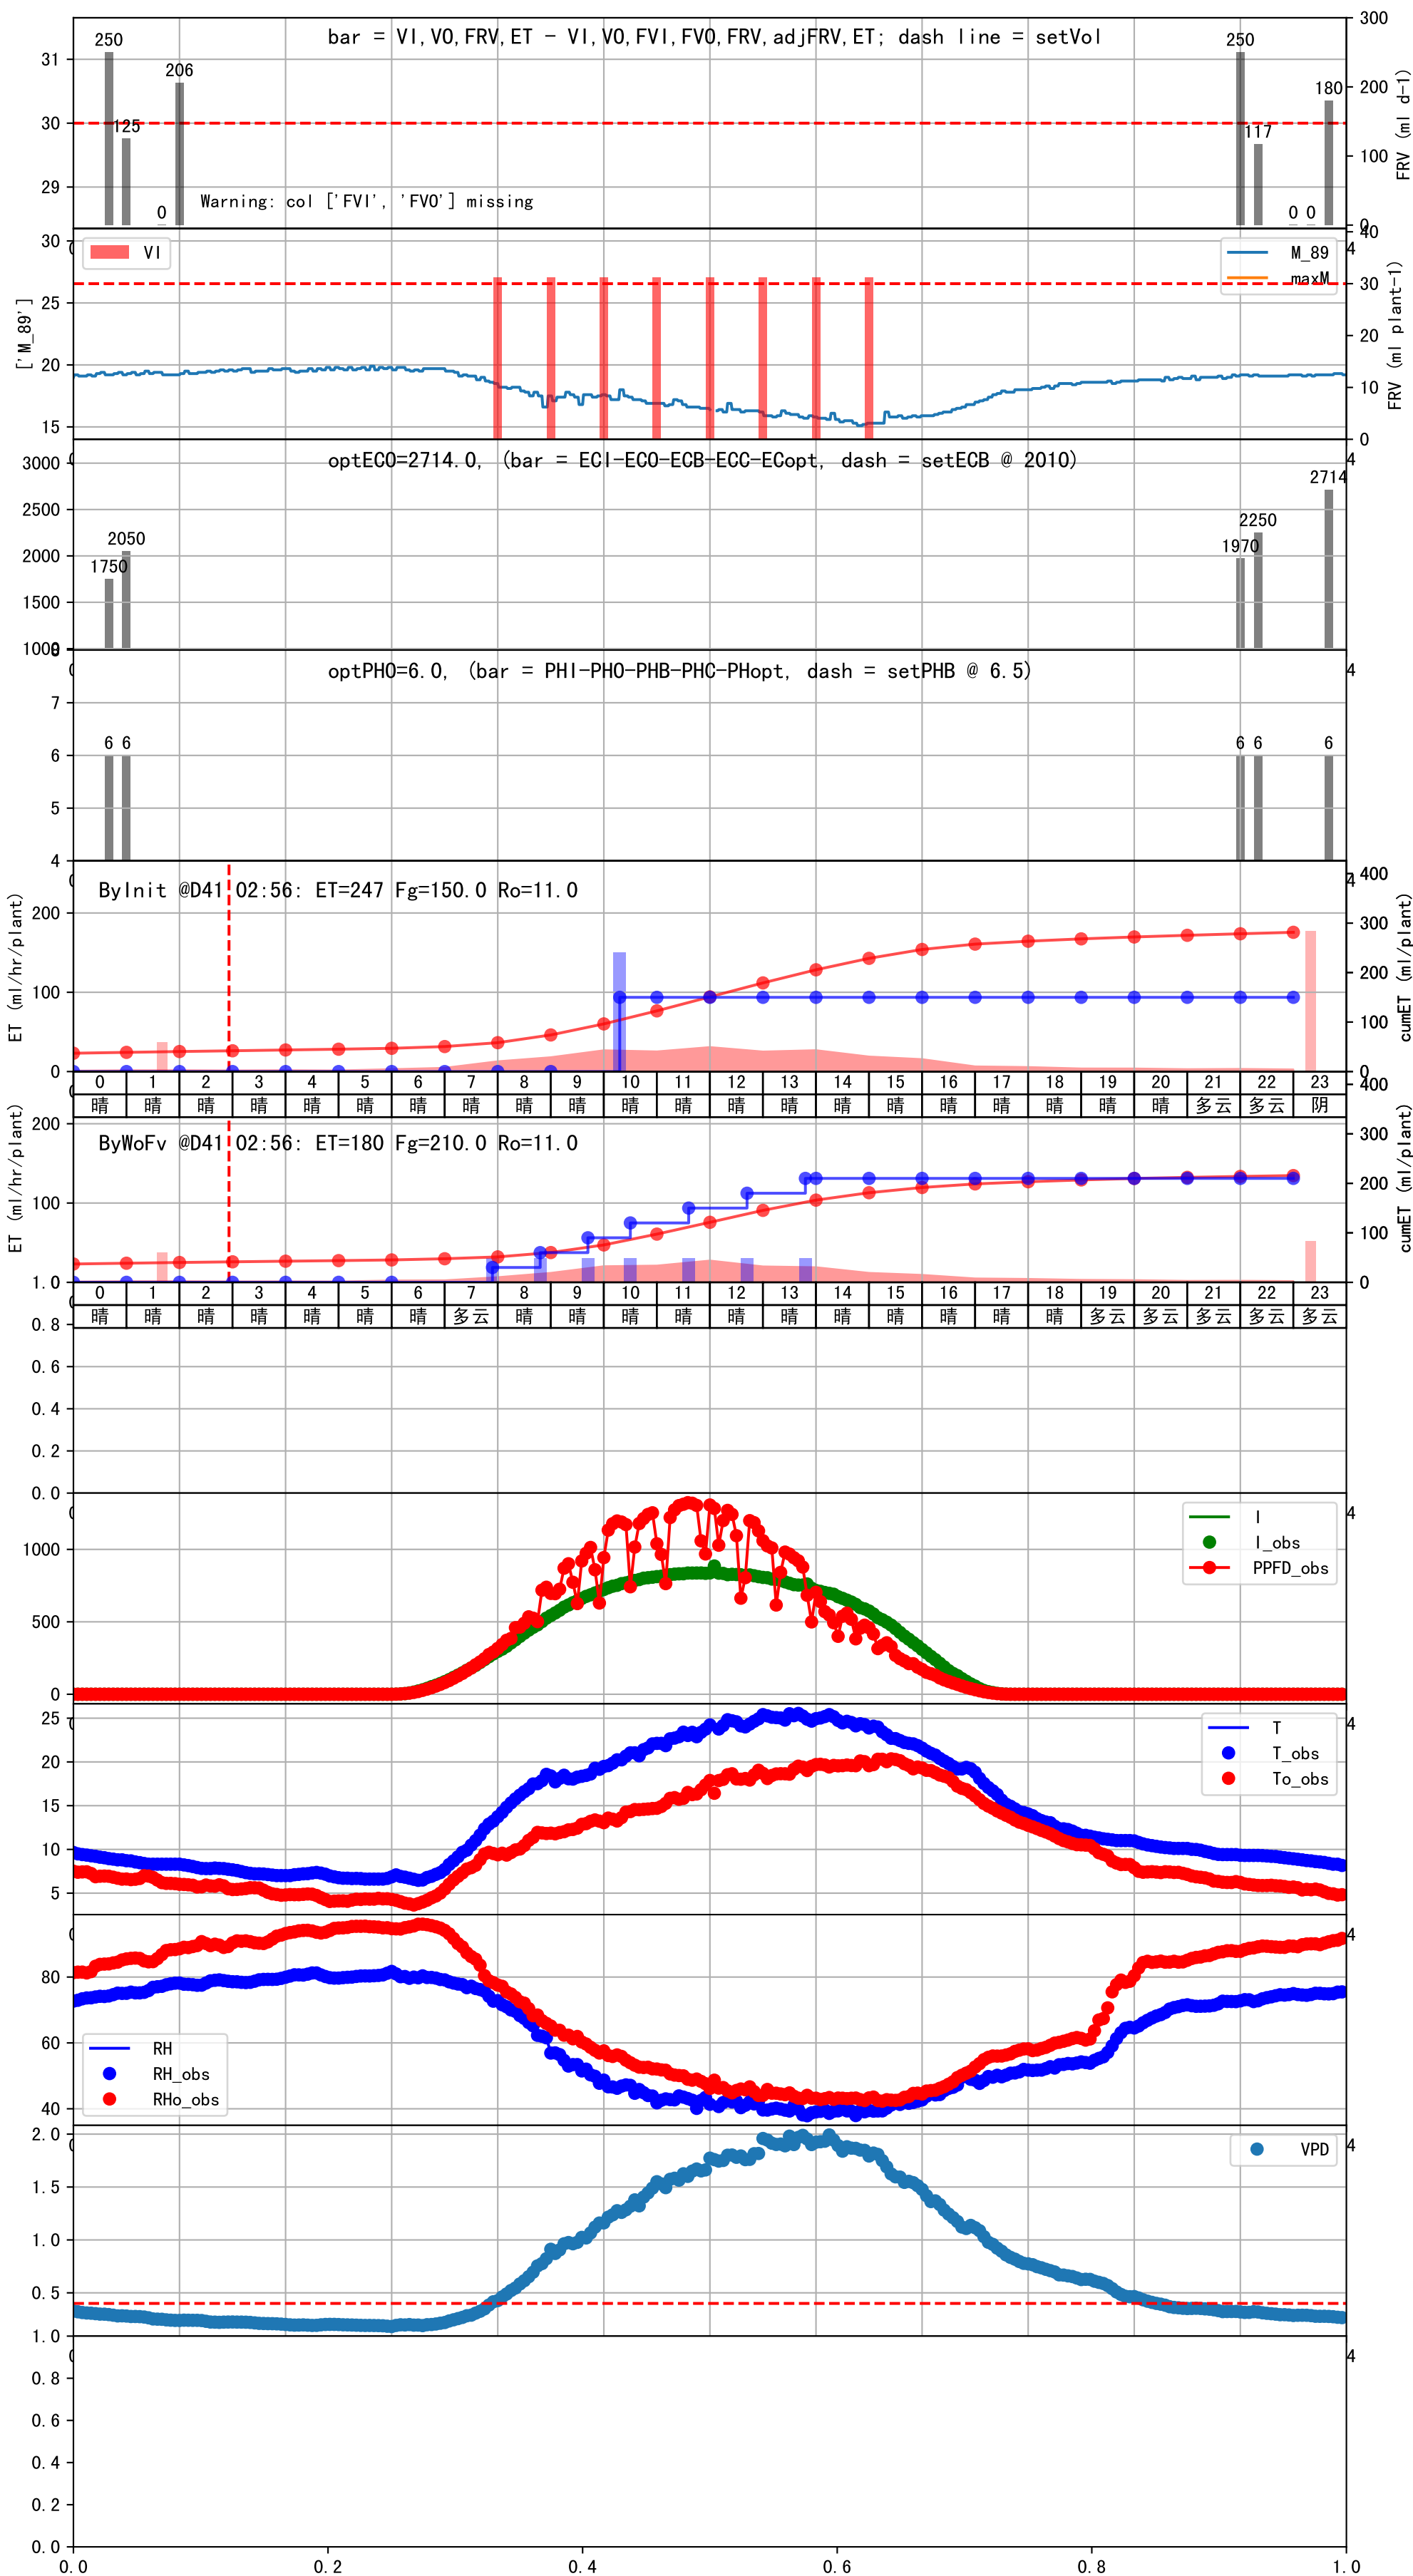 bar = VI,VO,FRV,ET - VI,VO,FVI,FVO,FRV,adjFRV,ET; dash line = setVol
250 125 0 206 250 117 0 0 180
31 30 29
300 200 100 0
FRV (ml d-1)
Warning: col ['FVI', 'FVO'] missing
VI
M_89
maxM
['M_89']
30 25 20 15
40 30 20 10 0
FRV (ml plant-1)
optECO=2714.0, (bar = ECI-ECO-ECB-ECC-ECopt, dash = setECB @ 2010)
3000 2500 2000 1500 1000
1750 2050 1970 2250 2714
optPHO=6.0, (bar = PHI-PHO-PHB-PHC-PHopt, dash = setPHB @ 6.5)
7 6 5 4
6 6 6 6 6
ByInit @D41 02:56: ET=247 Fg=150.0 Ro=11.0
ET (ml/hr/plant)
200 100 0
400 300 200 100 0
cumET (ml/plant)
0 1 2 3 4 5 6 7 8 9 10 11 12 13 14 15 16 17 18 19 20 21 22 23
晴 晴 晴 晴 晴 晴 晴 晴 晴 晴 晴 晴 晴 晴 晴 晴 晴 晴 晴 晴 晴 多云 多云 阴
ByWoFv @D41 02:56: ET=180 Fg=210.0 Ro=11.0
ET (ml/hr/plant)
200 100
400 300 200 100 0
cumET (ml/plant)
0 1 2 3 4 5 6 7 8 9 10 11 12 13 14 15 16 17 18 19 20 21 22 23
晴 晴 晴 晴 晴 晴 晴 多云 晴 晴 晴 晴 晴 晴 晴 晴 晴 晴 晴 多云 多云 多云 多云 多云
1.0 0.8 0.6 0.4 0.2 0.0
I
I_obs
PPFD_obs
1000 500 0
T
T_obs
To_obs
25 20 15 10 5
RH
RH_obs
RHo_obs
80 60 40
VPD
2.0 1.5 1.0 0.5
1.0 0.8 0.6 0.4 0.2 0.0
0.0 0.2 0.4 0.6 0.8 1.0